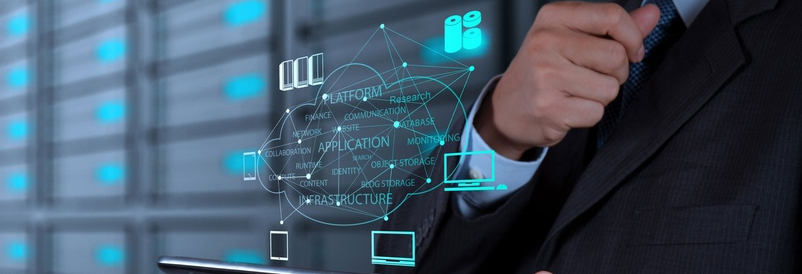 PLATFORM
Research
FINANCE
COMMUNICATION
NETWORK
WEBSITE
DATABASE
COLLABORATION
APPLICATION
MONITORING
SEARCH
RUNTIME
IDENTITY
OBJECT STORAGE
COMPUTE
CONTENT
BLOG STORAGE
INFRASTRUCTURE